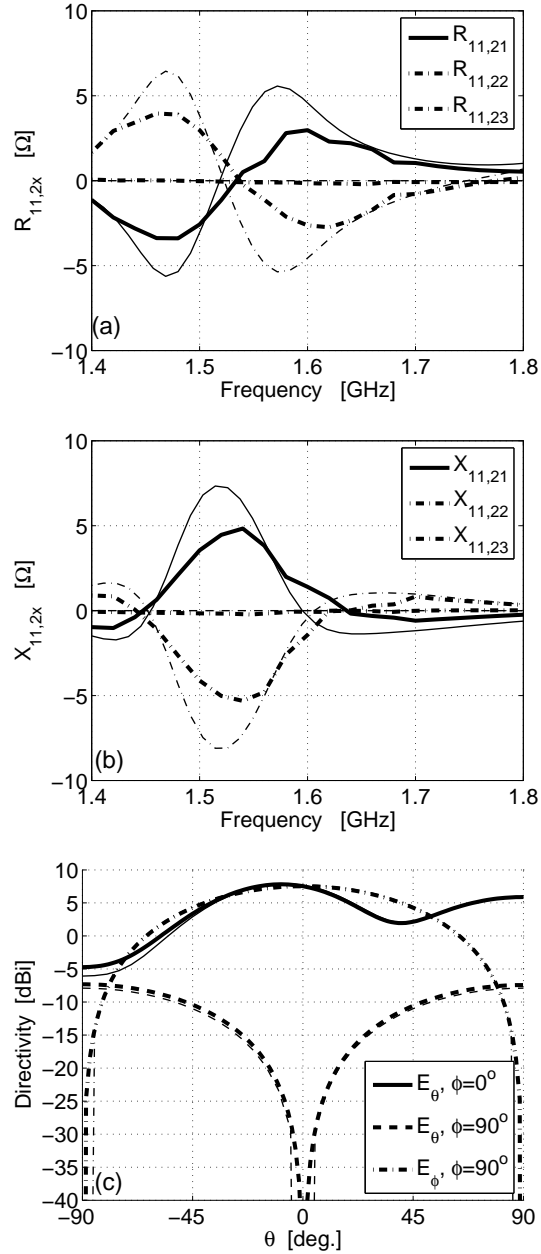 10
5
0
−5
−10
R11,2x [Ω]
R11,21
R11,22
R11,23
(a)
1.4 1.5 1.6 1.7 1.8
Frequency [GHz]
10
5
0
−5
−10
X11,2x [Ω]
X11,21
X11,22
X11,23
(b)
1.4 1.5 1.6 1.7 1.8
Frequency [GHz]
10
5
0
−5
−10
−15
−20
−25
−30
−35
−40
Directivity [dBi]
Eθ, ϕ=0o
Eθ, ϕ=90o
Eϕ, ϕ=90o
(c)
−90 −45 0 45 90
θ [deg.]